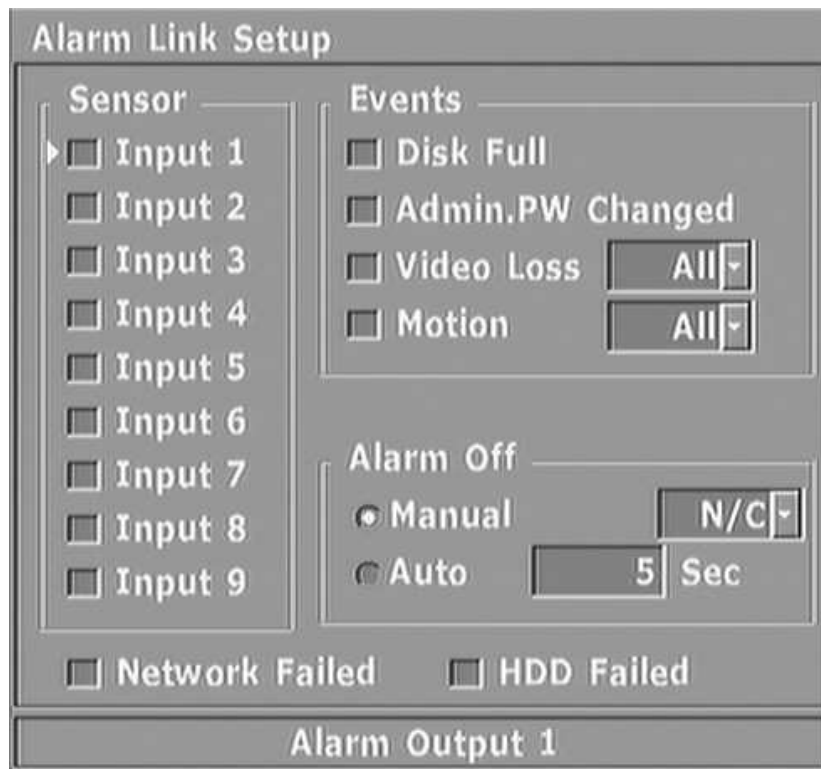 Alarm Link Setup
Sensor
Input 1
Input 2
Input 3
Input 4
Input 5
Input 6
Input 7
Input 8
Input 9
Events
Disk Full
Admin.PW Changed
Video Loss All
Motion All
Alarm Off
Manual N/C
Auto 5 Sec
Network Failed HDD Failed
Alarm Output 1